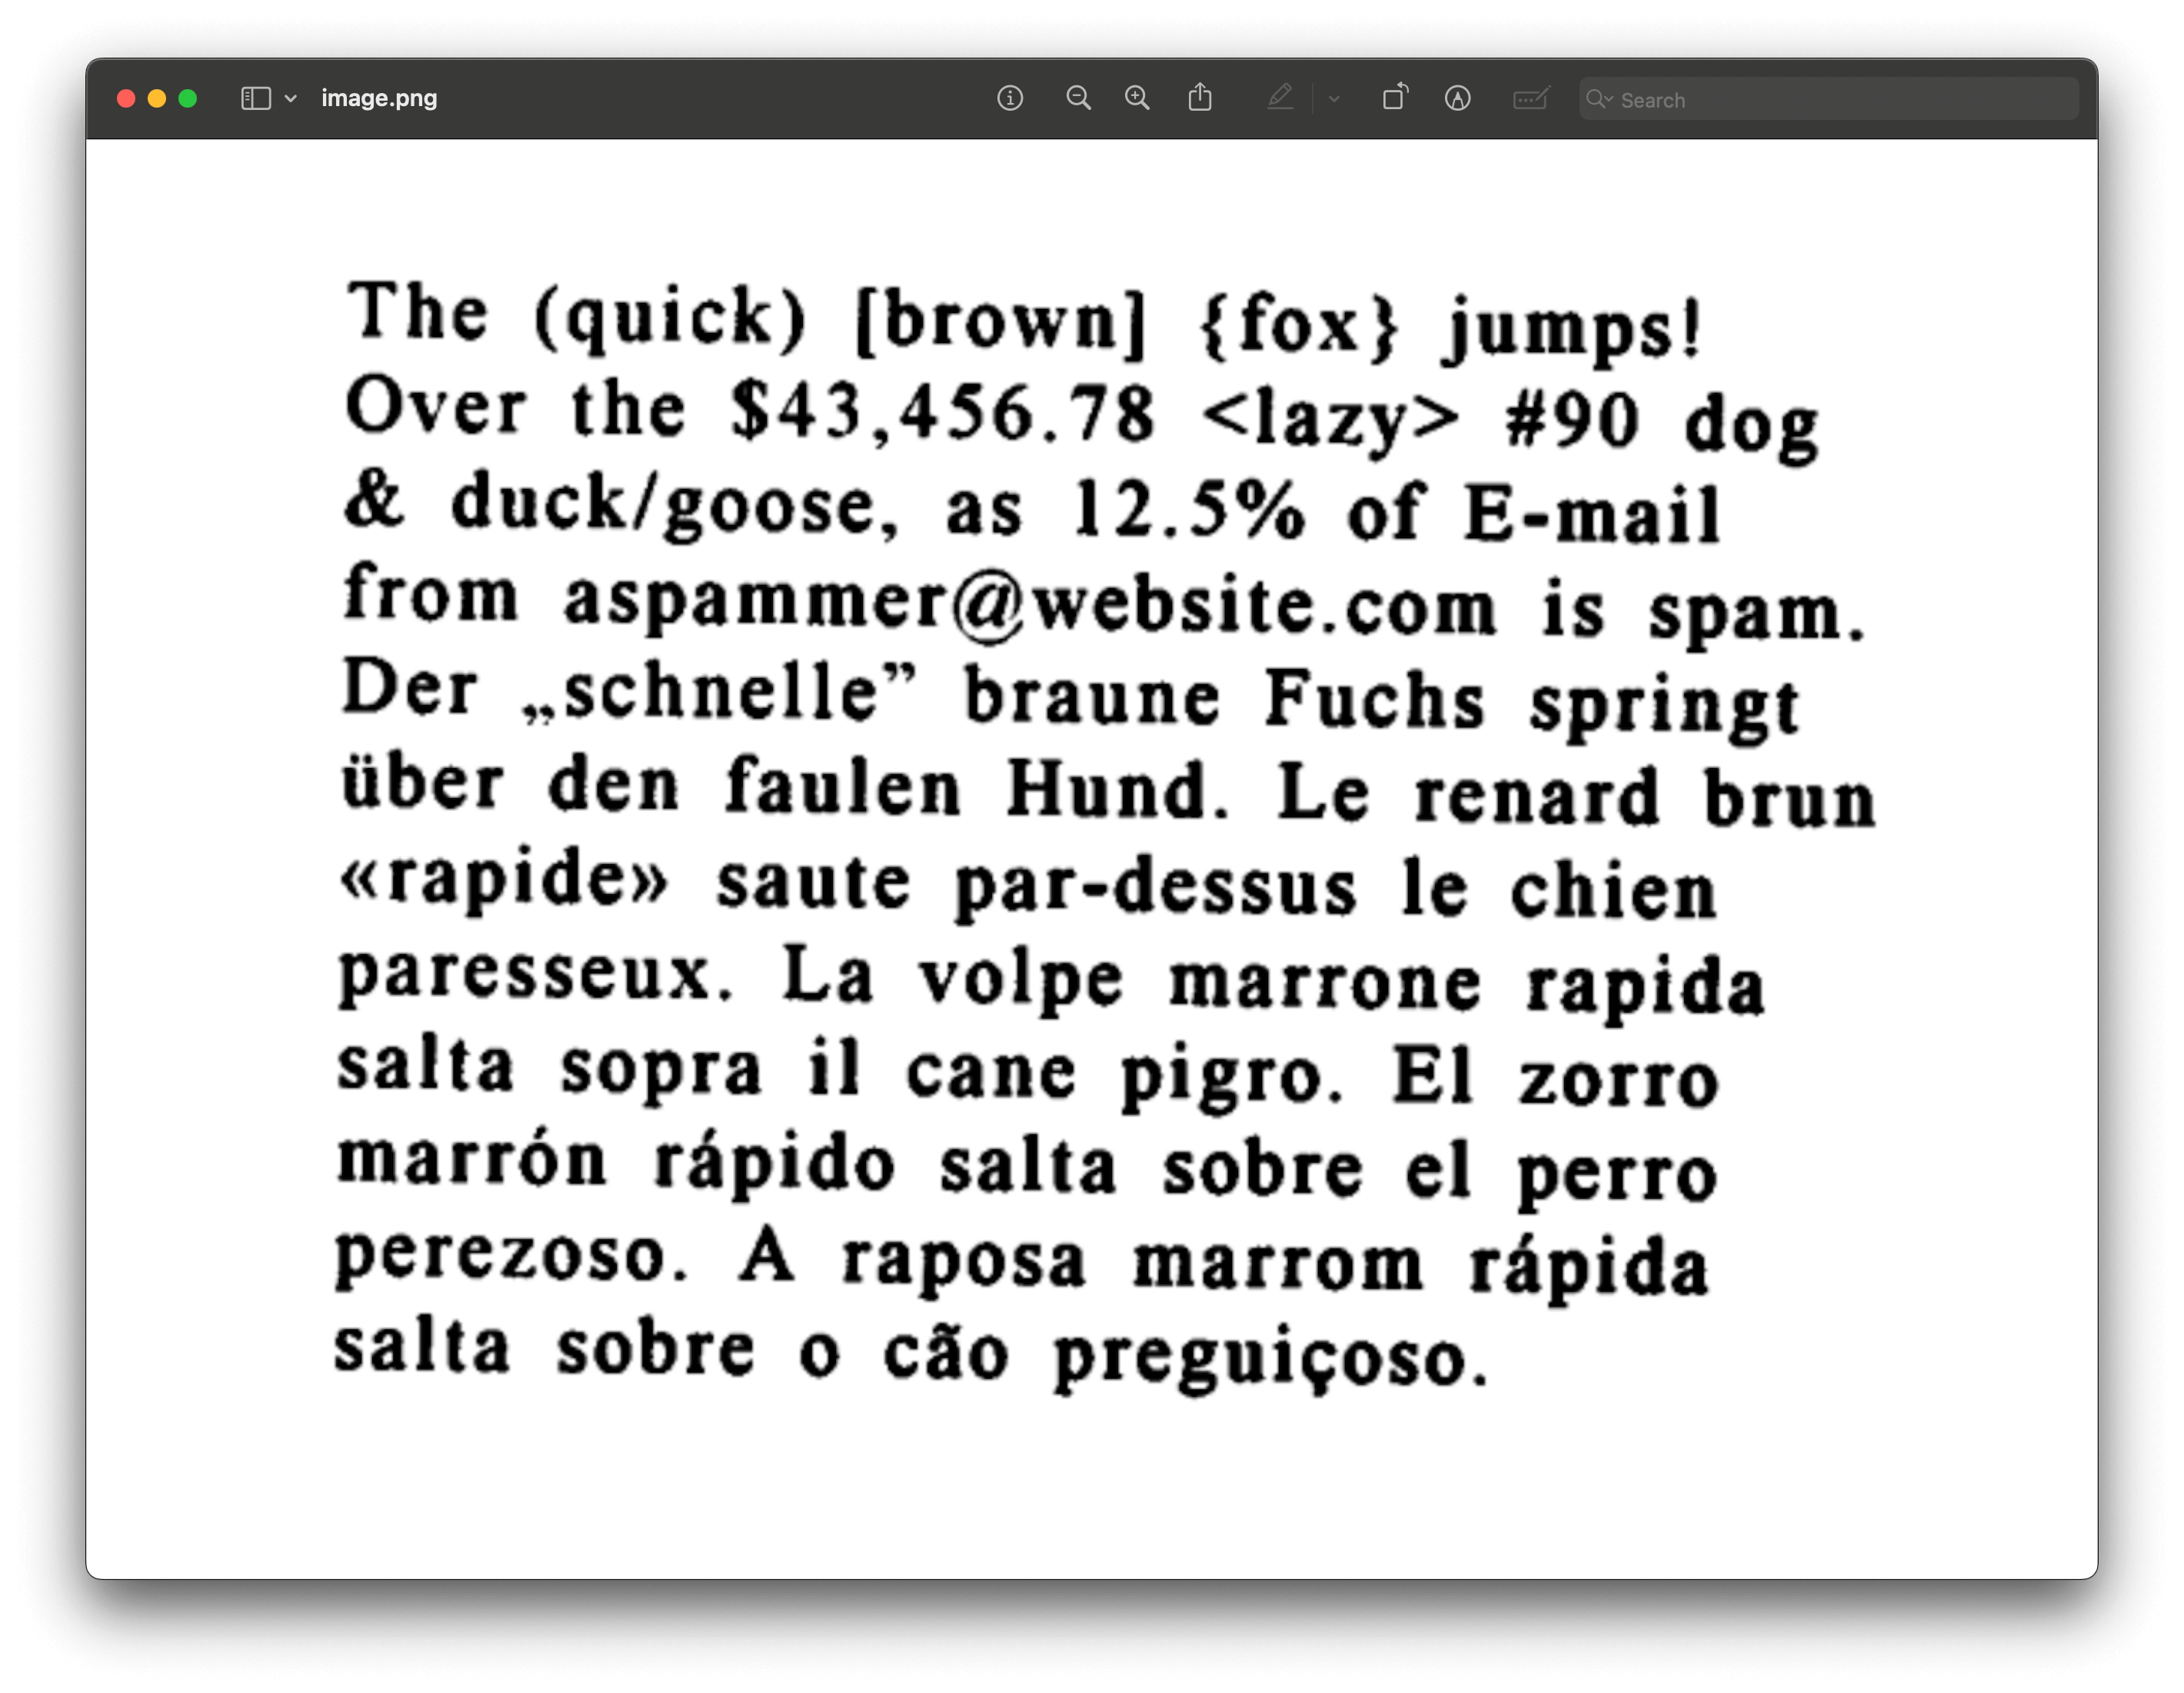 image.png
Search
The (quick) [brown] {fox} jumps!
Over the $43,456.78 <lazy> #90 dog
& duck/goose, as 12.5% of E-mail
from aspammer@website.com is spam.
Der „schnelle” braune Fuchs springt
über den faulen Hund. Le renard brun
«rapide» saute par-dessus le chien
paresseux. La volpe marrone rapida
salta sopra il cane pigro. El zorro
marrón rápido salta sobre el perro
perezoso. A raposa marrom rápida
salta sobre o cão preguiçoso.